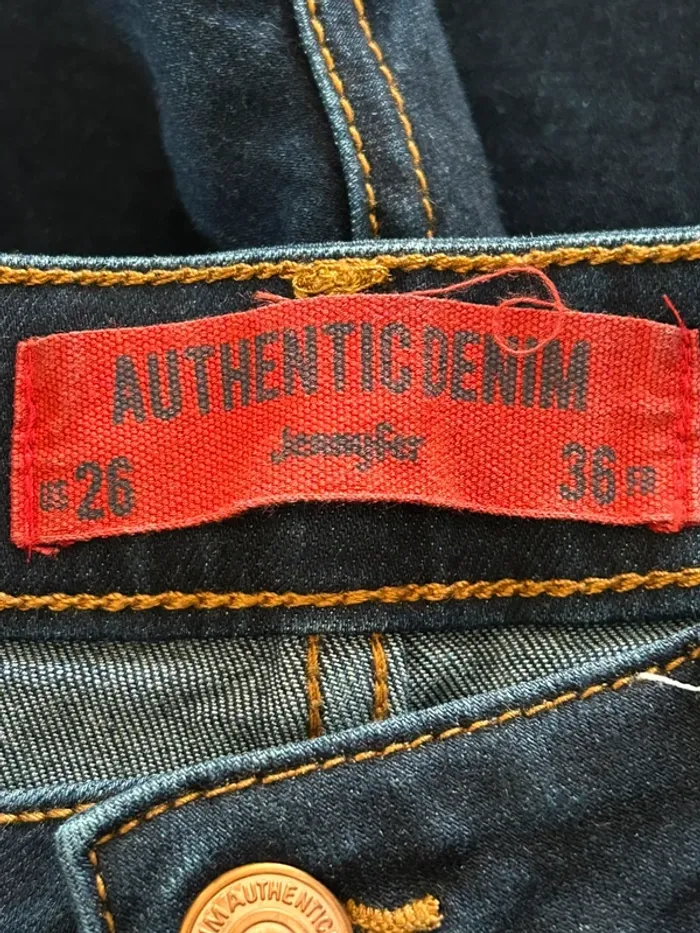 AUTHENTIC DENIM
Jennyfer
US 26
36 FR
M AUTHENTIC